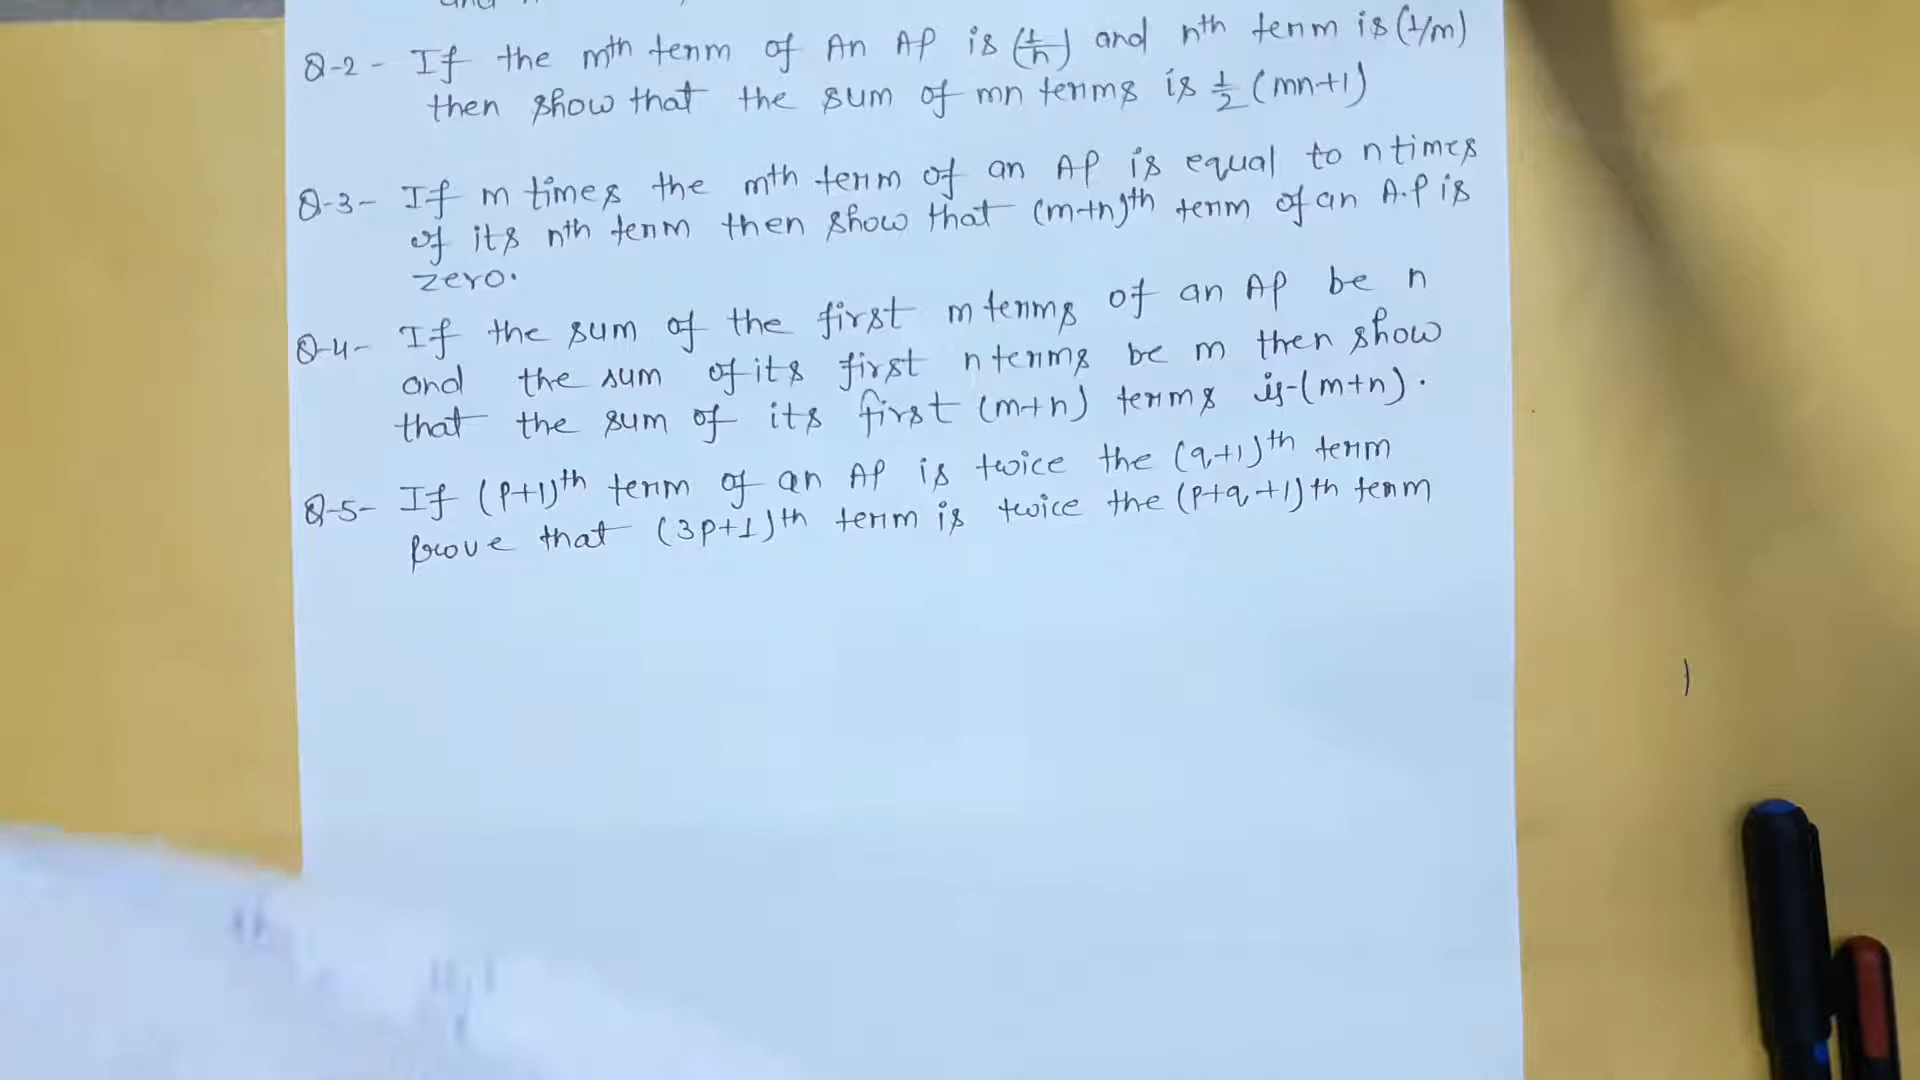 Q-2- If the mth term of An AP is (1/n) and nth term is (1/m)
then show that the sum of mn terms is 1/2 (mn+1)
Q-3- If m times the mth term of an AP is equal to n times
of its nth term then show that (m+n)th term of an A.P is
zero.
Q-4- If the sum of the first m terms of an AP be n
and the sum of its first n terms be m then show
that the sum of its first (m+n) terms is -(m+n).
Q-5- If (p+1)th term of an AP is twice the (q+1)th term
prove that (3p+1)th term is twice the (p+q+1)th term